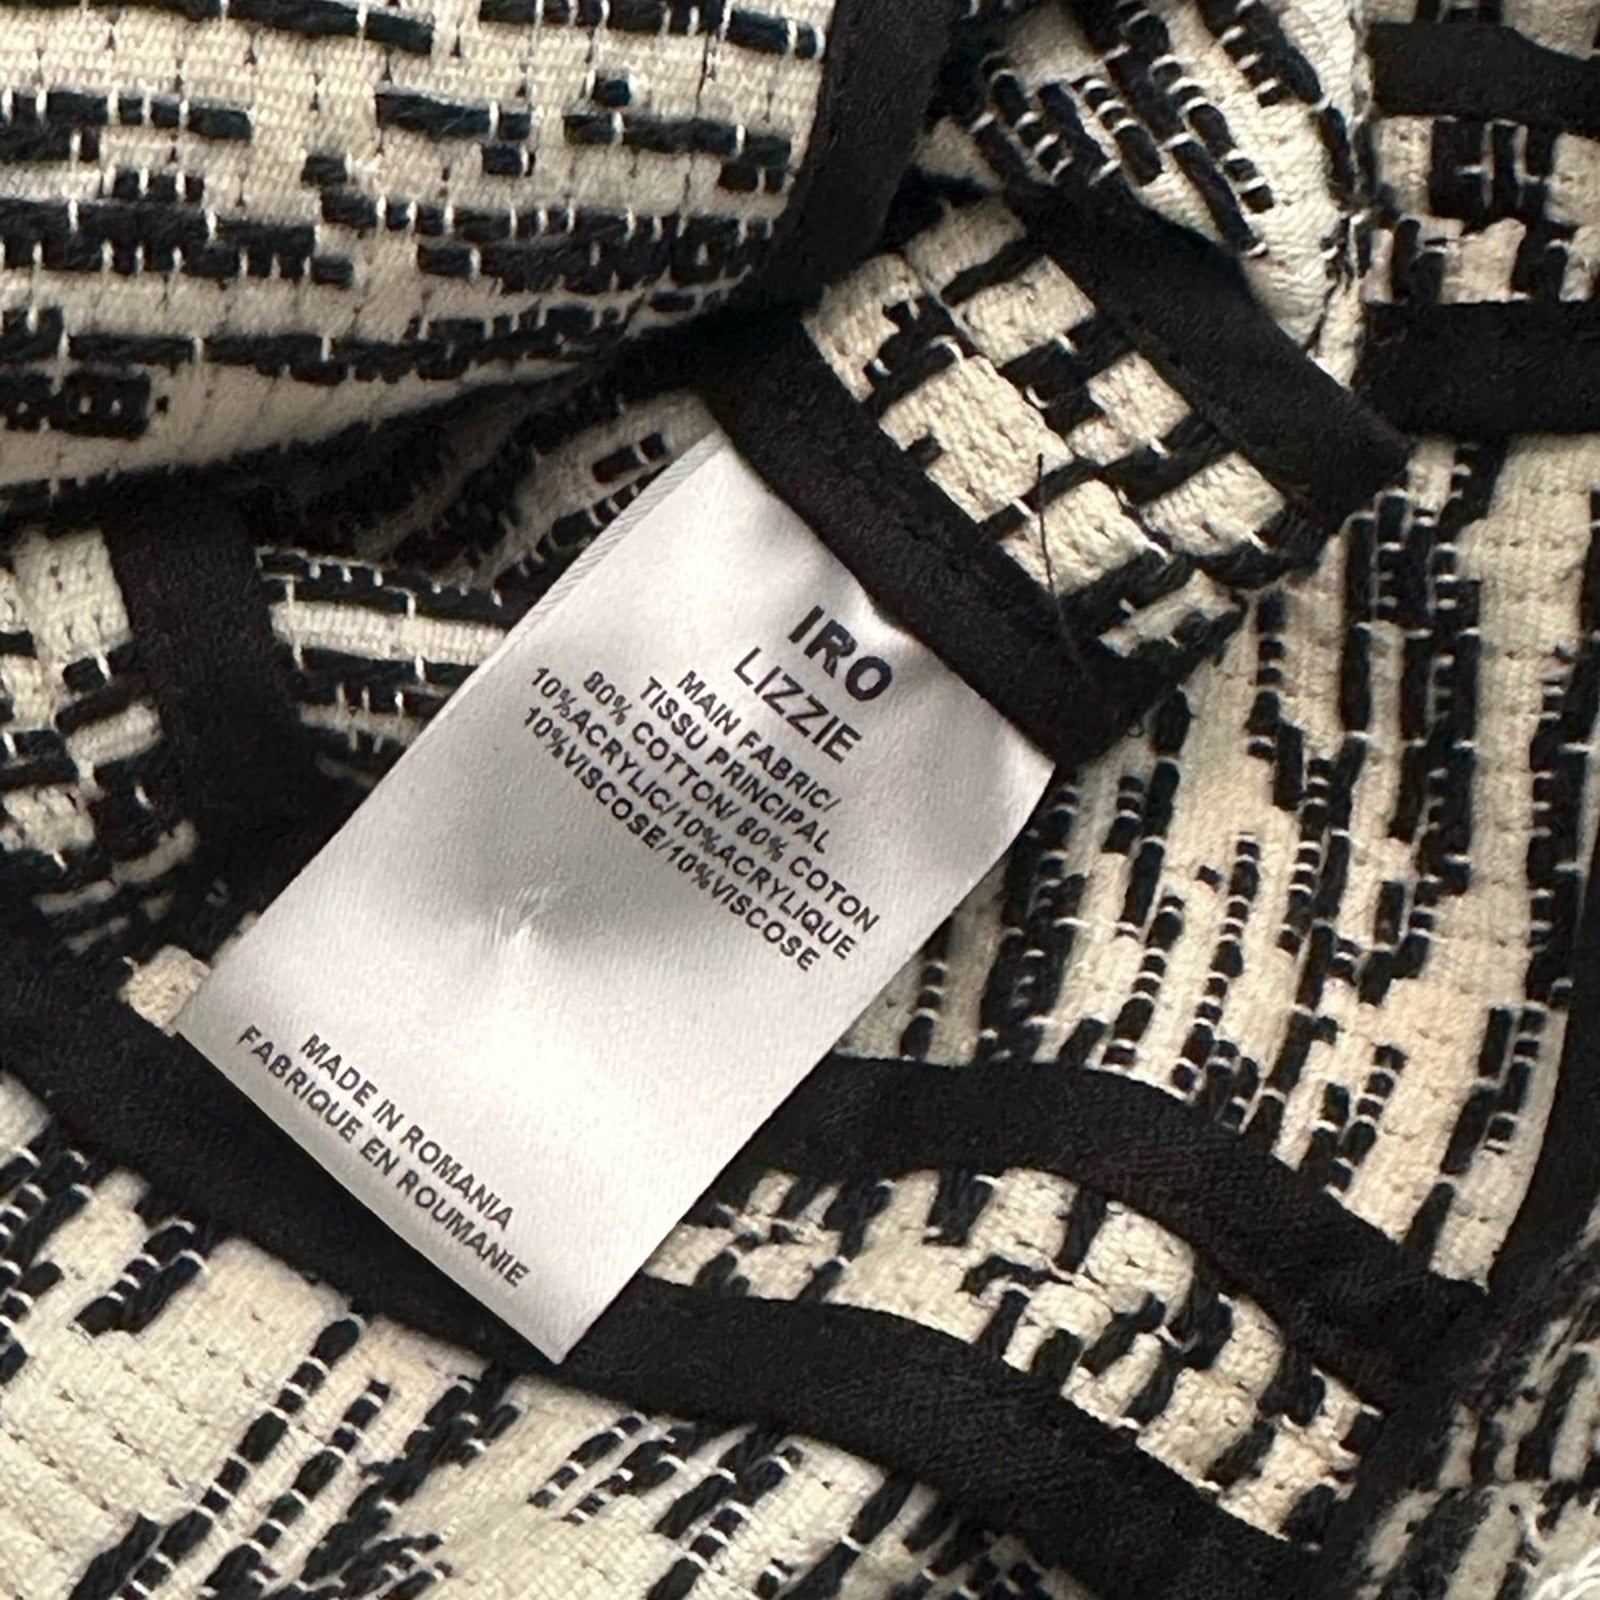 IRO
LIZZIE
MAIN FABRIC/
TISSU PRINCIPAL
80% COTTON/ 80% COTON
10%ACRYLIC/10%ACRYLIQUE
10%VISCOSE/10%VISCOSE
MADE IN ROMANIA
FABRIQUE EN ROUMANIE